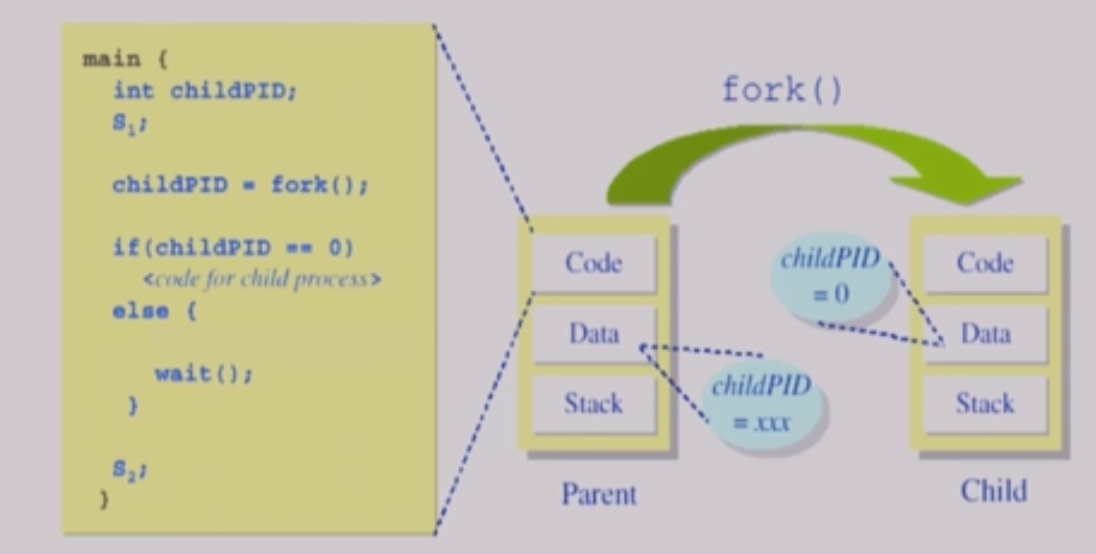 main {
int childPID;
S1;
childPID = fork();
if(childPID == 0)
<code for child process>
else {
wait();
}
S2;
}
fork()
Code
Data
Stack
Parent
childPID
= xxx
childPID
= 0
Code
Data
Stack
Child